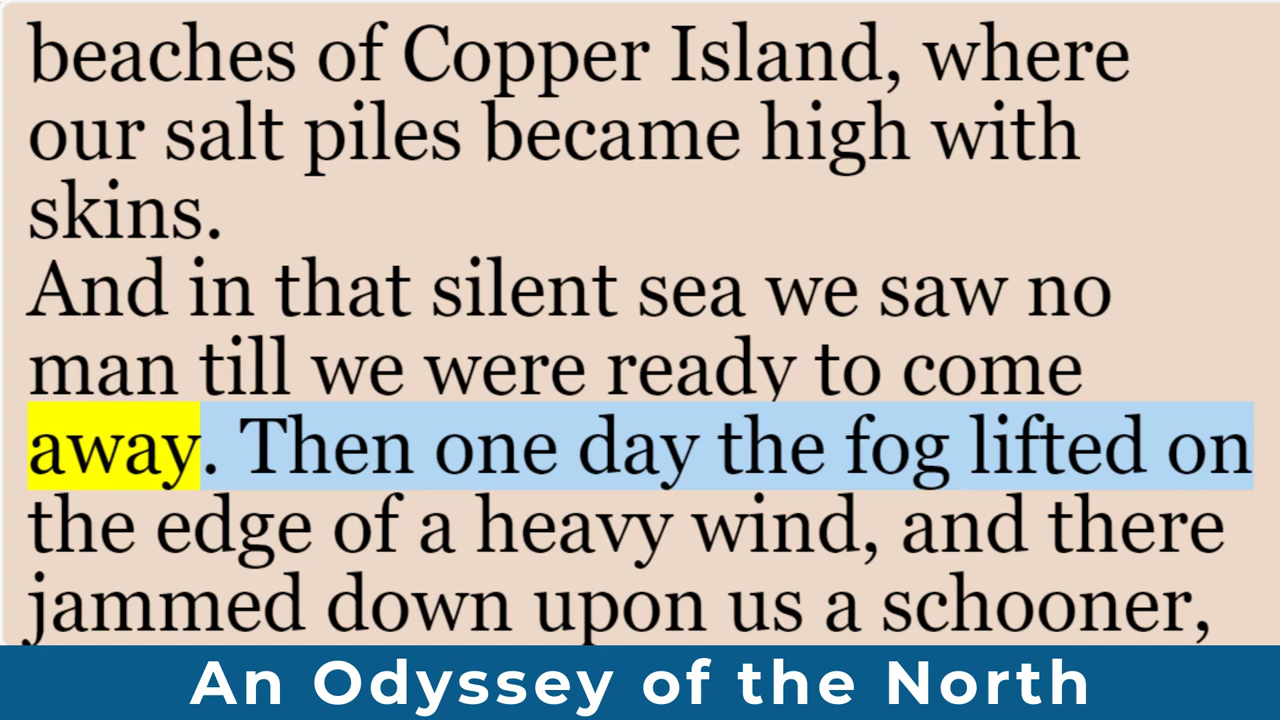 beaches of Copper Island, where
our salt piles became high with
skins.
And in that silent sea we saw no
man till we were ready to come
away. Then one day the fog lifted on
the edge of a heavy wind, and there
jammed down upon us a schooner,
An Odyssey of the North